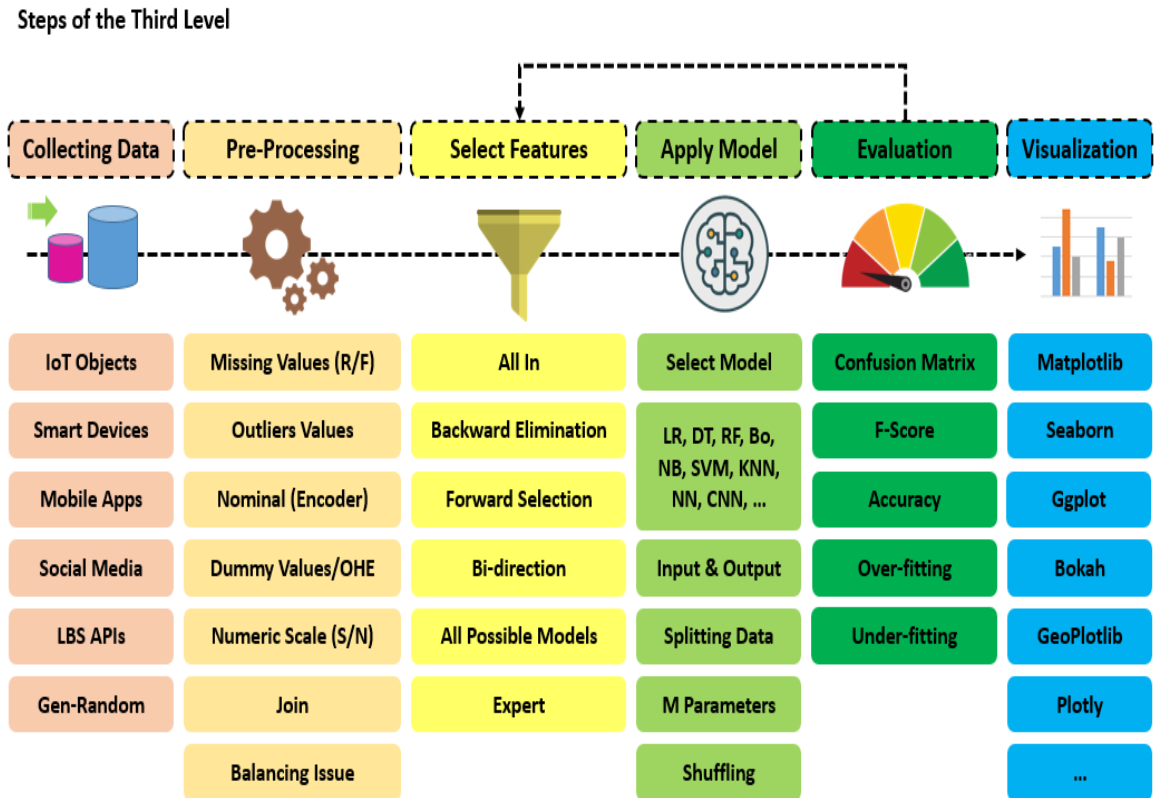 Steps of the Third Level
Collecting Data
Pre-Processing
Select Features
Apply Model
Evaluation
Visualization
IoT Objects
Smart Devices
Mobile Apps
Social Media
LBS APIs
Gen-Random
Missing Values (R/F)
Outliers Values
Nominal (Encoder)
Dummy Values/OHE
Numeric Scale (S/N)
Join
Balancing Issue
All In
Backward Elimination
Forward Selection
Bi-direction
All Possible Models
Expert
Select Model
LR, DT, RF, Bo,
NB, SVM, KNN,
NN, CNN, ...
Input & Output
Splitting Data
M Parameters
Shuffling
Confusion Matrix
F-Score
Accuracy
Over-fitting
Under-fitting
Matplotlib
Seaborn
Ggplot
Bokah
GeoPlotlib
Plotly
...